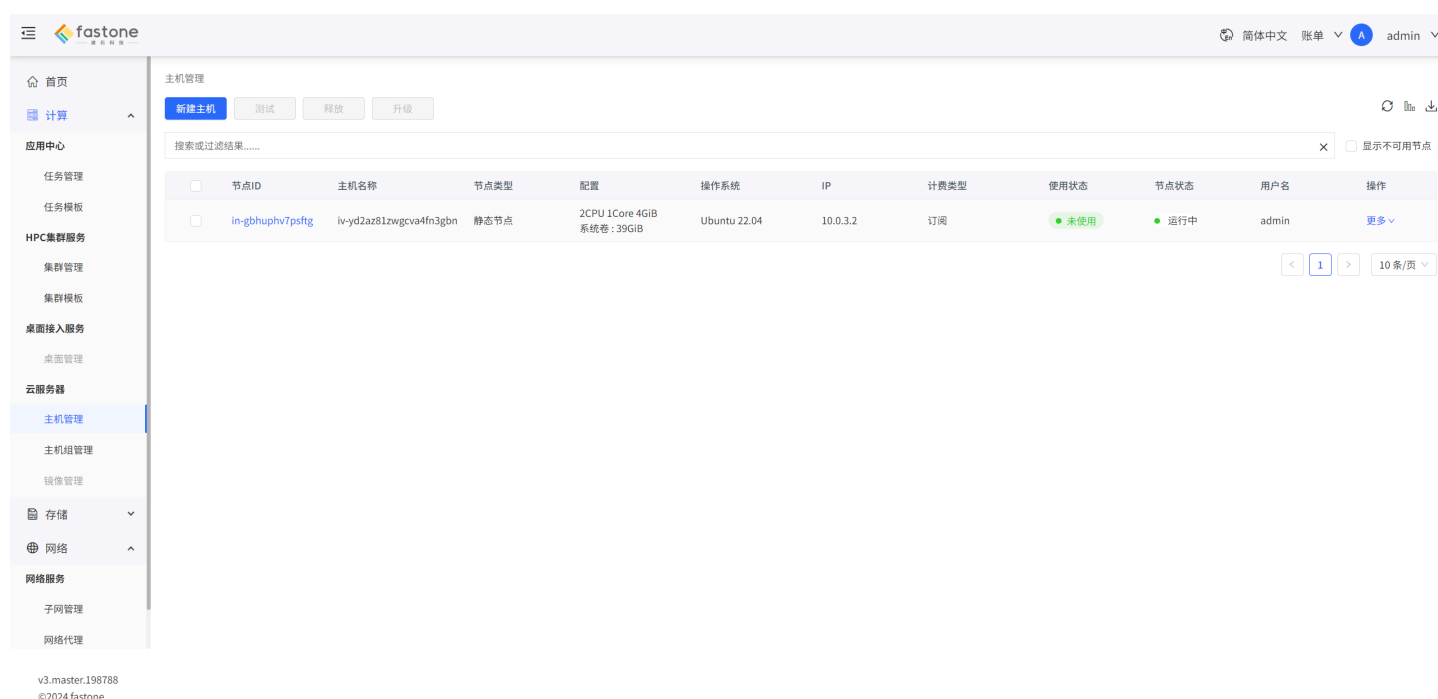 fastone
速石科技
简体中文 账单 A admin
首页
计算
应用中心
任务管理
任务模板
HPC集群服务
集群管理
集群模板
桌面接入服务
桌面管理
云服务器
主机管理
主机组管理
镜像管理
存储
网络
网络服务
子网管理
网络代理
v3.master.198788
©2024 fastone
主机管理
新建主机 测试 释放 升级
搜索或过滤结果...... 显示不可用节点
节点ID 主机名称 节点类型 配置 操作系统 IP 计费类型 使用状态 节点状态 用户名 操作
in-gbhuphv7psftg iv-yd2az81zwgcva4fn3gbn 静态节点 2CPU 1Core 4GiB Ubuntu 22.04 10.0.3.2 订阅 未使用 运行中 admin 更多
系统卷 : 39GiB
< 1 > 10 条/页